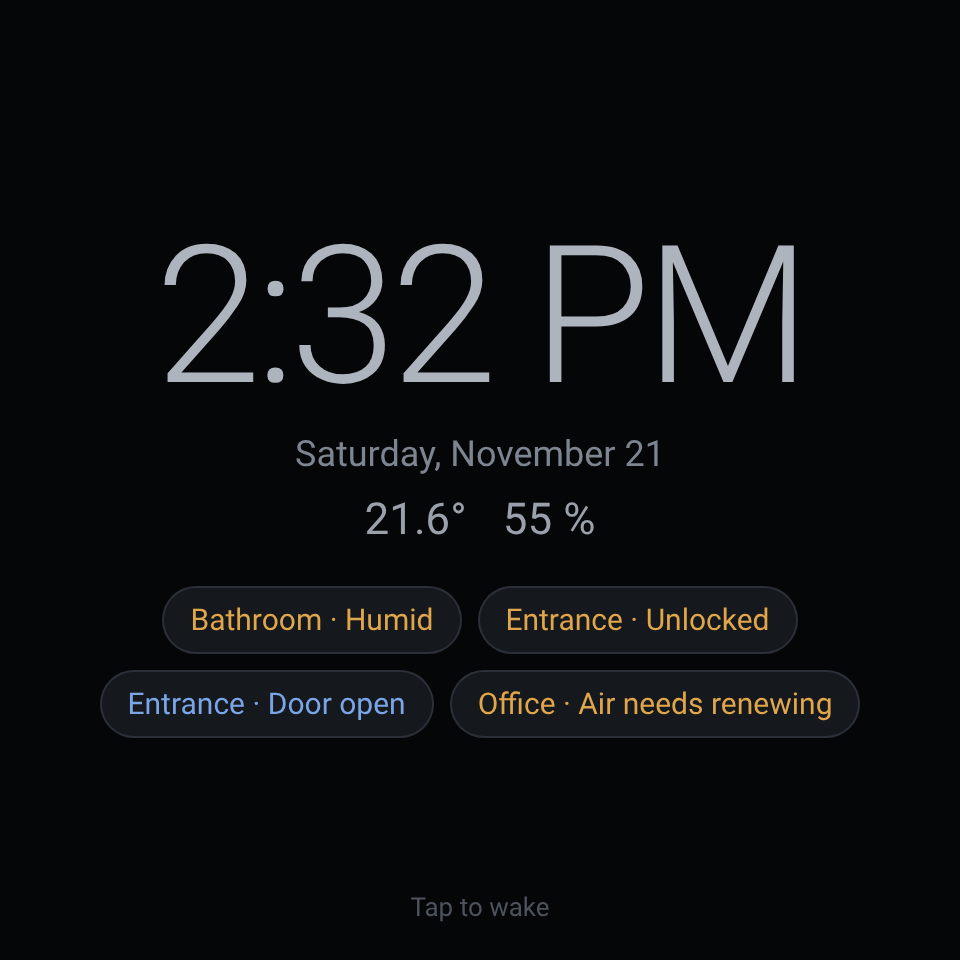 2:32 PM
Saturday, November 21
21.6° 55 %
Bathroom · Humid
Entrance · Unlocked
Entrance · Door open
Office · Air needs renewing
Tap to wake